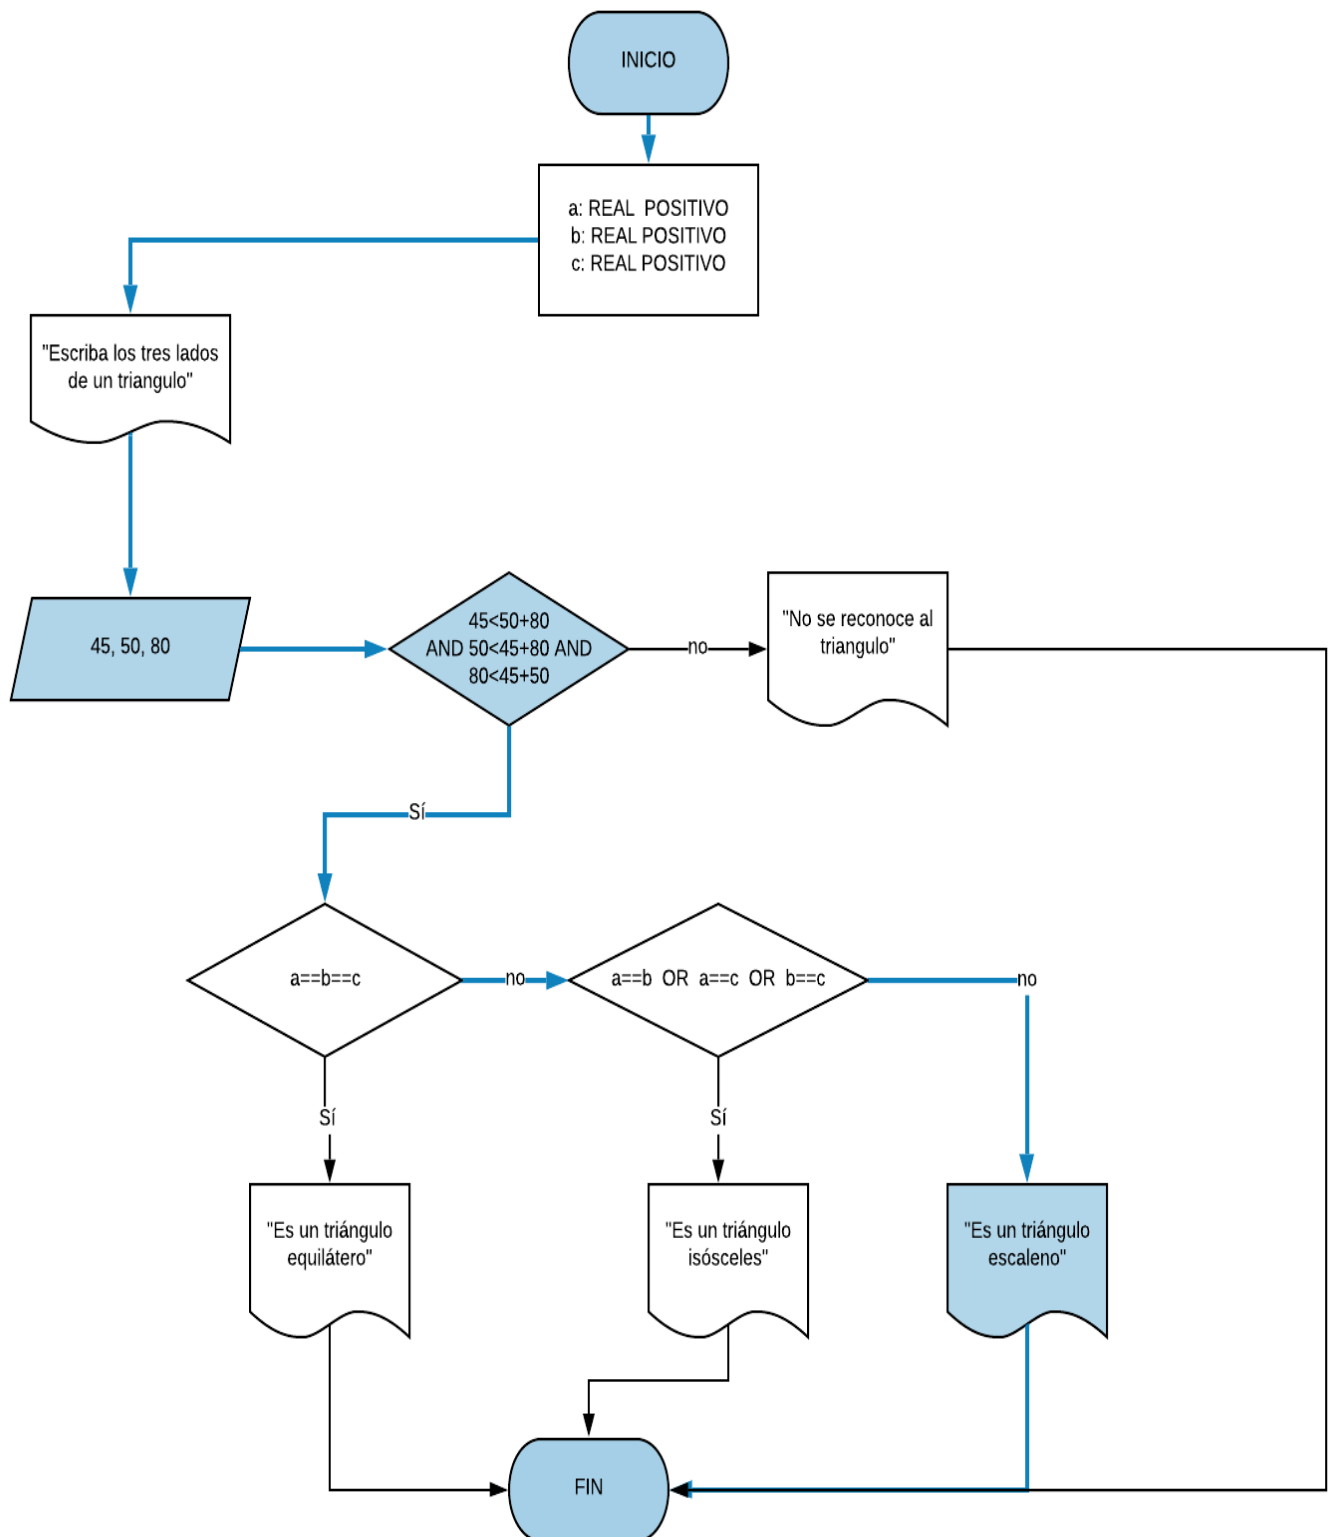 INICIO
a: REAL  POSITIVO
b: REAL POSITIVO
c: REAL POSITIVO
"Escriba los tres lados
de un triangulo"
45, 50, 80
45<50+80
AND 50<45+80 AND
80<45+50
no
"No se reconoce al
triangulo"
Sí
a==b==c
no
a==b  OR  a==c  OR  b==c
no
Sí
Sí
"Es un triángulo
equilátero"
"Es un triángulo
isósceles"
"Es un triángulo
escaleno"
FIN